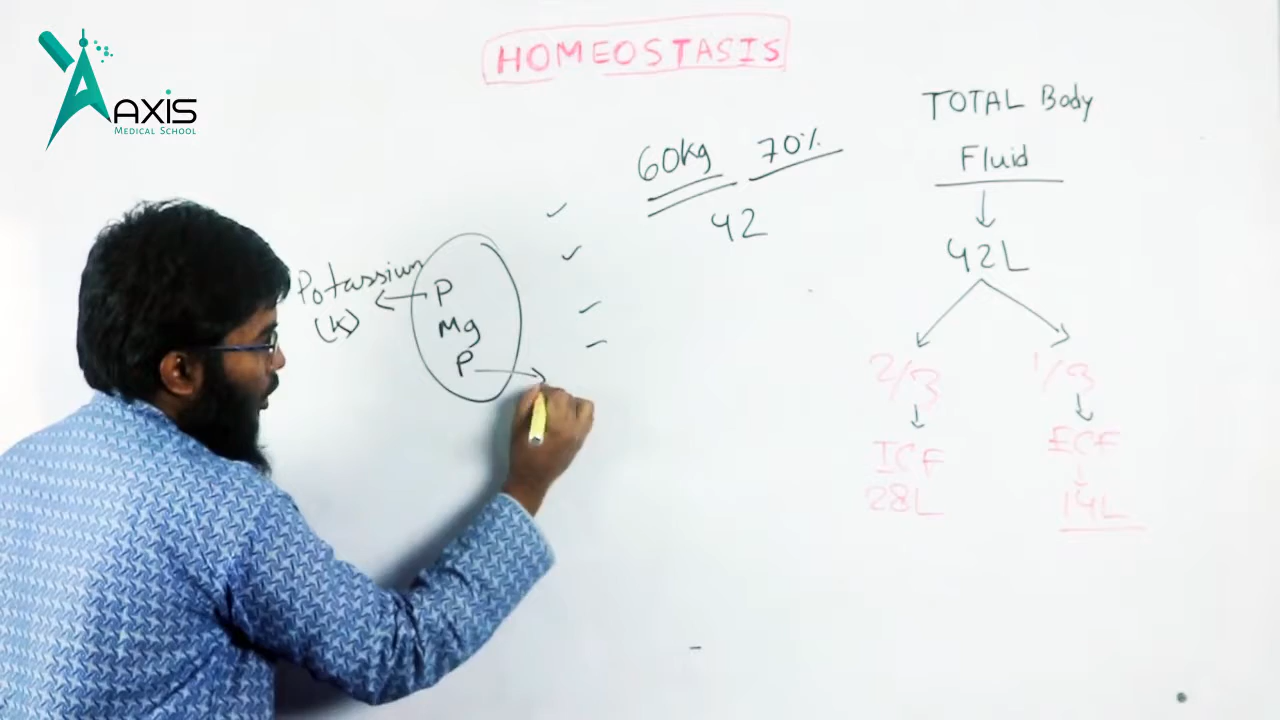 AXIS
MEDICAL SCHOOL
HOMEOSTASIS
60kg 70%
42
Potassium
(K)
P
Mg
P
TOTAL Body
Fluid
42L
2/3
1/3
ICF
28L
ECF
14L